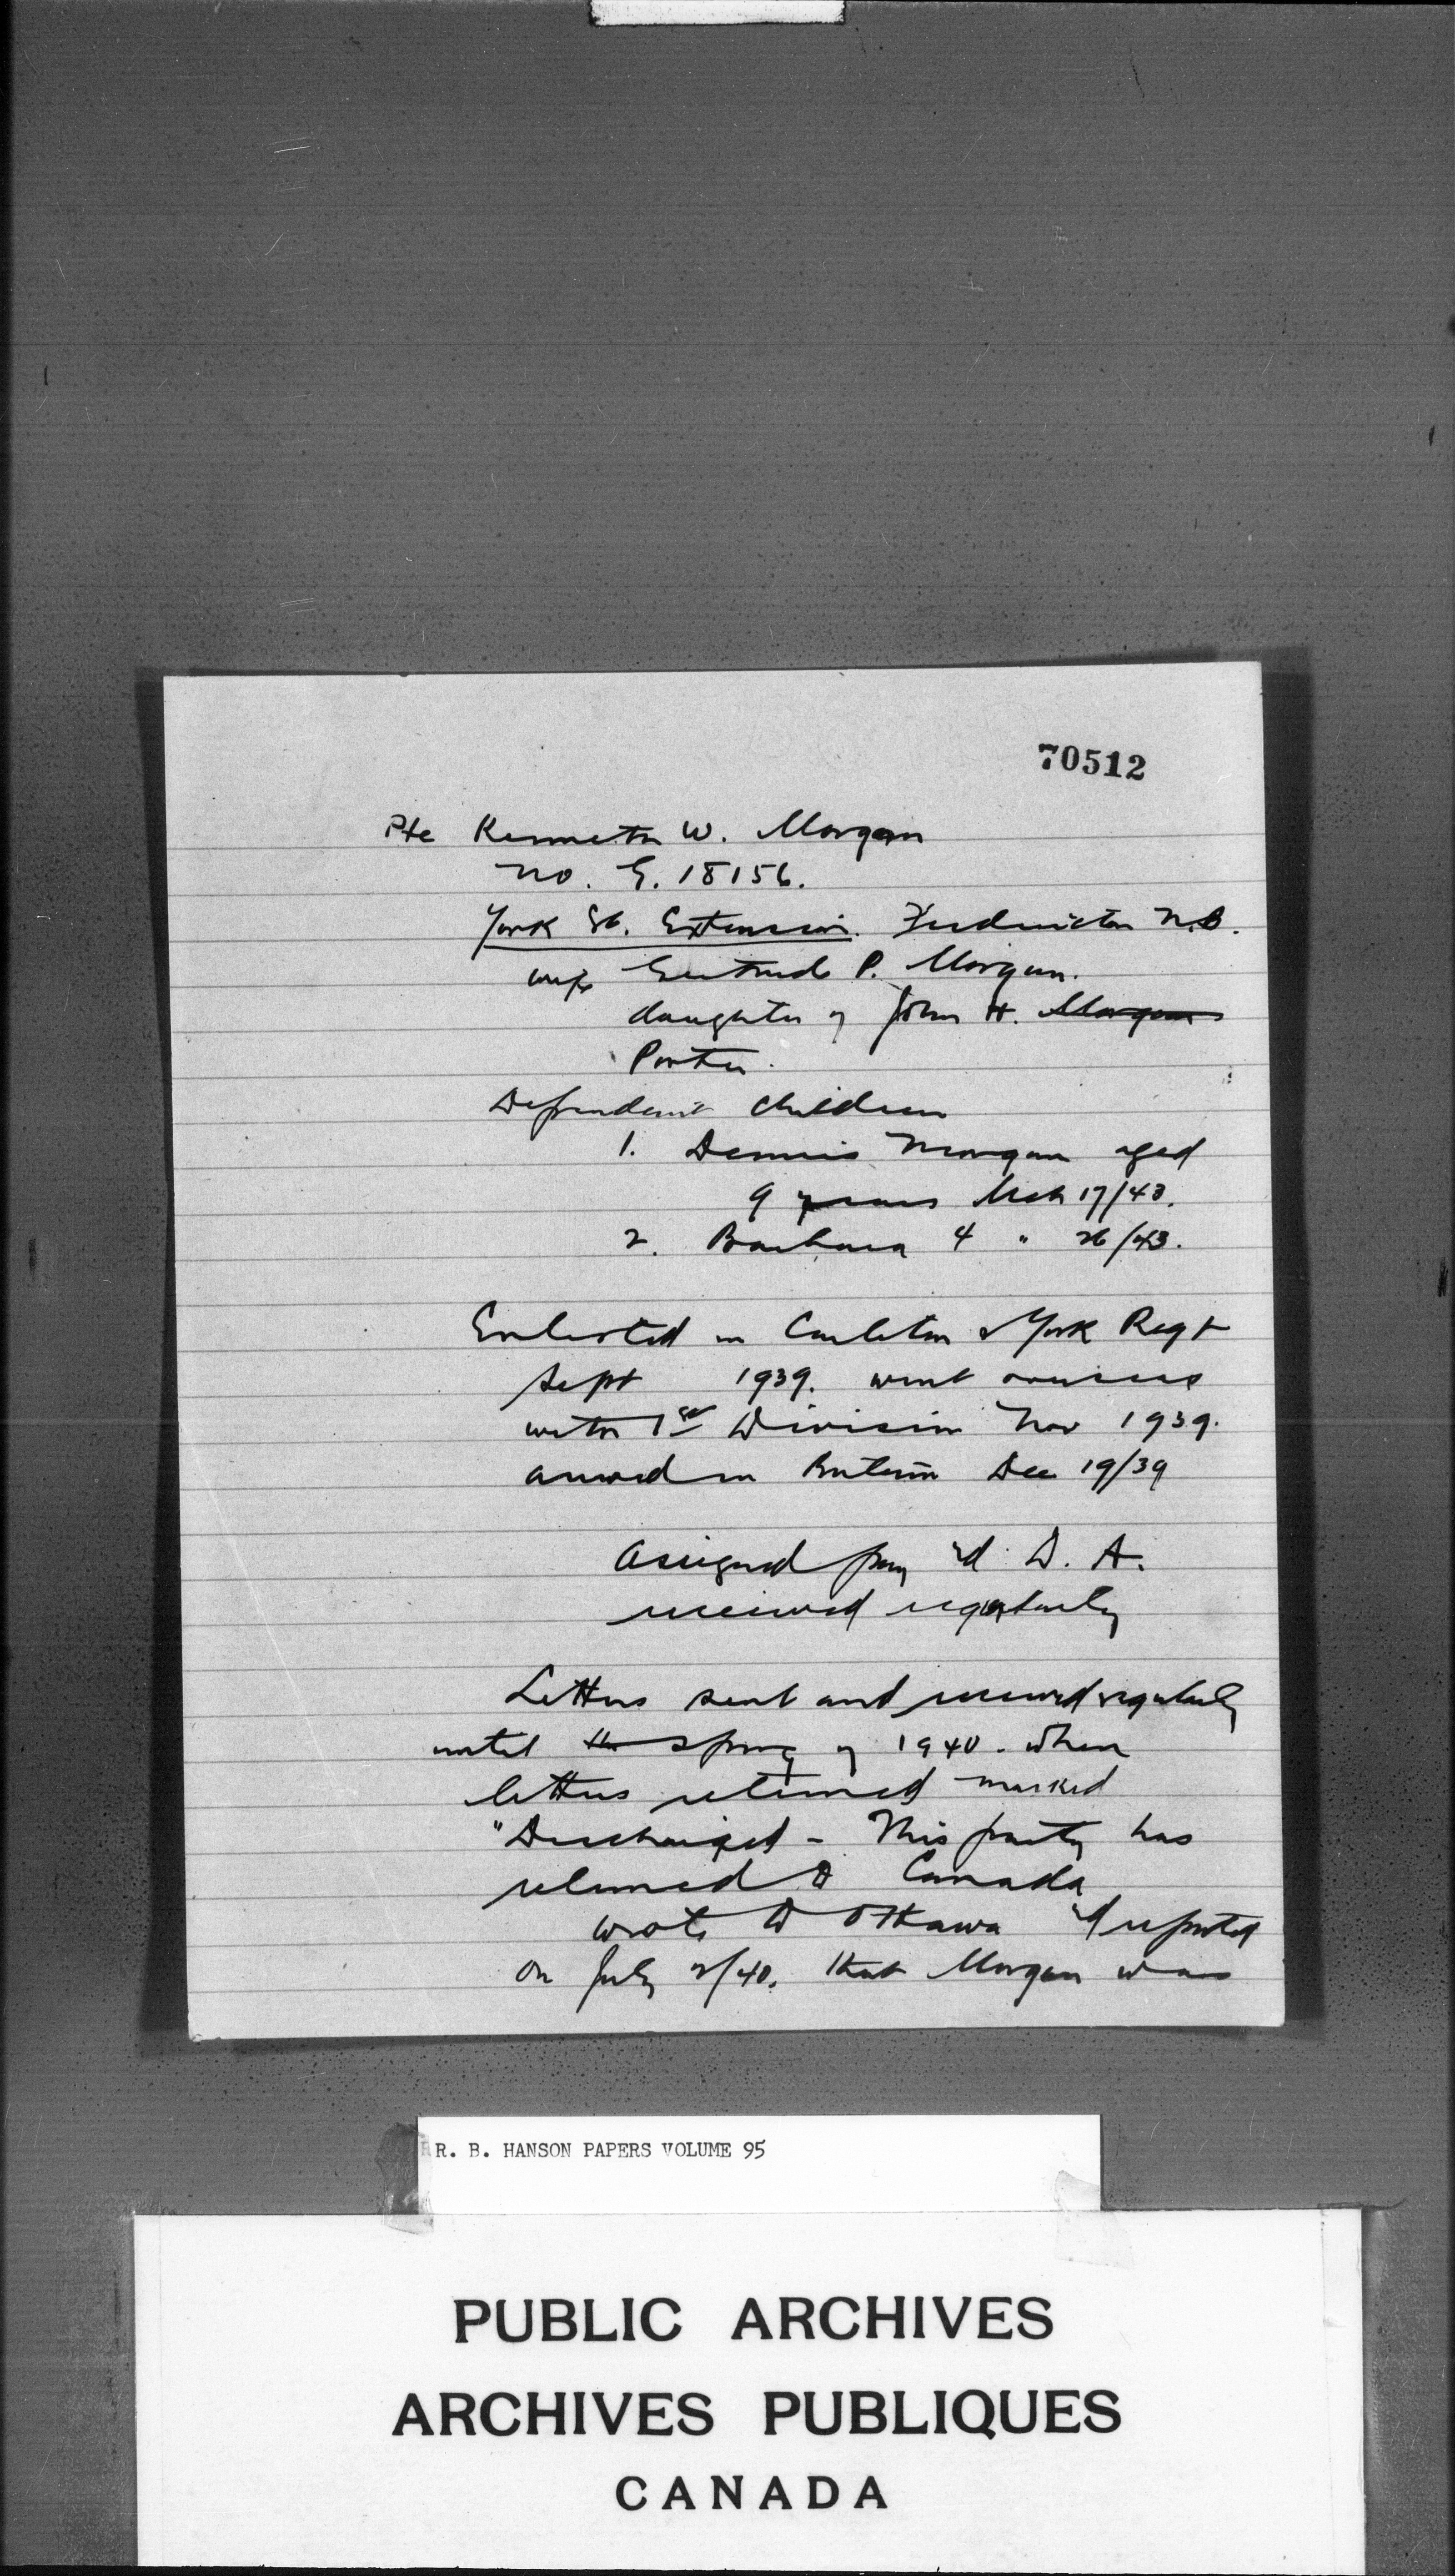 70512
Pte Kenneth W. Morgan
No. G. 18156.
York St. Extension. Fredericton N.B.
wife Gertrude P. Morgan.
daughter of John H. Morgan
Porter.
Dependent children
1. Dennis Morgan aged
9 years Mch 17/43.
2. Barbara 4 " 26/43.
Enlisted in Carleton & York Regt
Sept 1939. went overseas
with 1st Division Nov 1939.
arrived in Britain Dec 19/39
Assigned pay & D. A.
received regularly
Letters sent and received regularly
until the spring of 1940. when
letters returned marked
"Discharged - This party has
returned to Canada
wrote to Ottawa & reported
on July 2/40. that Morgan was
R. B. HANSON PAPERS VOLUME 95
PUBLIC ARCHIVES
ARCHIVES PUBLIQUES
CANADA